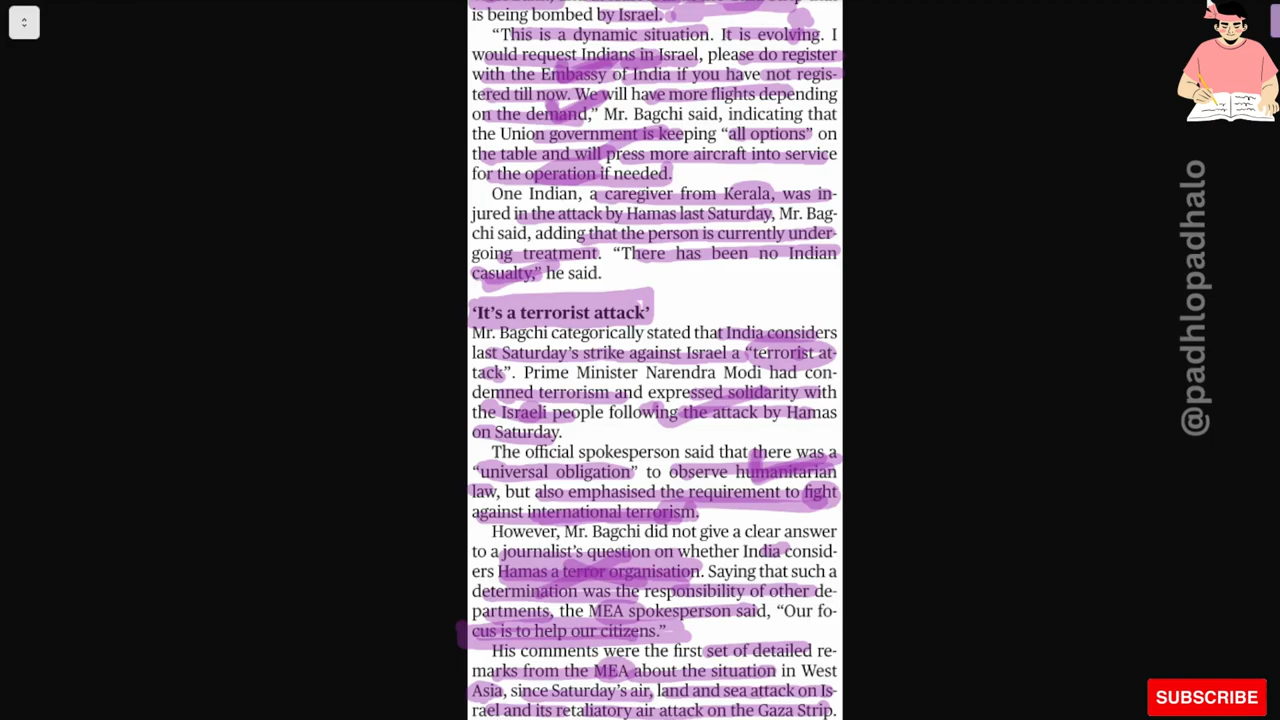 is being bombed by Israel.
“This is a dynamic situation. It is evolving. I
would request Indians in Israel, please do register
with the Embassy of India if you have not regis-
tered till now. We will have more flights depending
on the demand,” Mr. Bagchi said, indicating that
the Union government is keeping “all options” on
the table and will press more aircraft into service
for the operation if needed.
One Indian, a caregiver from Kerala, was in-
jured in the attack by Hamas last Saturday, Mr. Bag-
chi said, adding that the person is currently under-
going treatment. “There has been no Indian
casualty,” he said.
‘It’s a terrorist attack’
Mr. Bagchi categorically stated that India considers
last Saturday’s strike against Israel a “terrorist at-
tack”. Prime Minister Narendra Modi had con-
demned terrorism and expressed solidarity with
the Israeli people following the attack by Hamas
on Saturday.
The official spokesperson said that there was a
“universal obligation” to observe humanitarian
law, but also emphasised the requirement to fight
against international terrorism.
However, Mr. Bagchi did not give a clear answer
to a journalist’s question on whether India consid-
ers Hamas a terror organisation. Saying that such a
determination was the responsibility of other de-
partments, the MEA spokesperson said, “Our fo-
cus is to help our citizens.”
His comments were the first set of detailed re-
marks from the MEA about the situation in West
Asia, since Saturday’s air, land and sea attack on Is-
rael and its retaliatory air attack on the Gaza Strip.
@padhlopadhalo
SUBSCRIBE